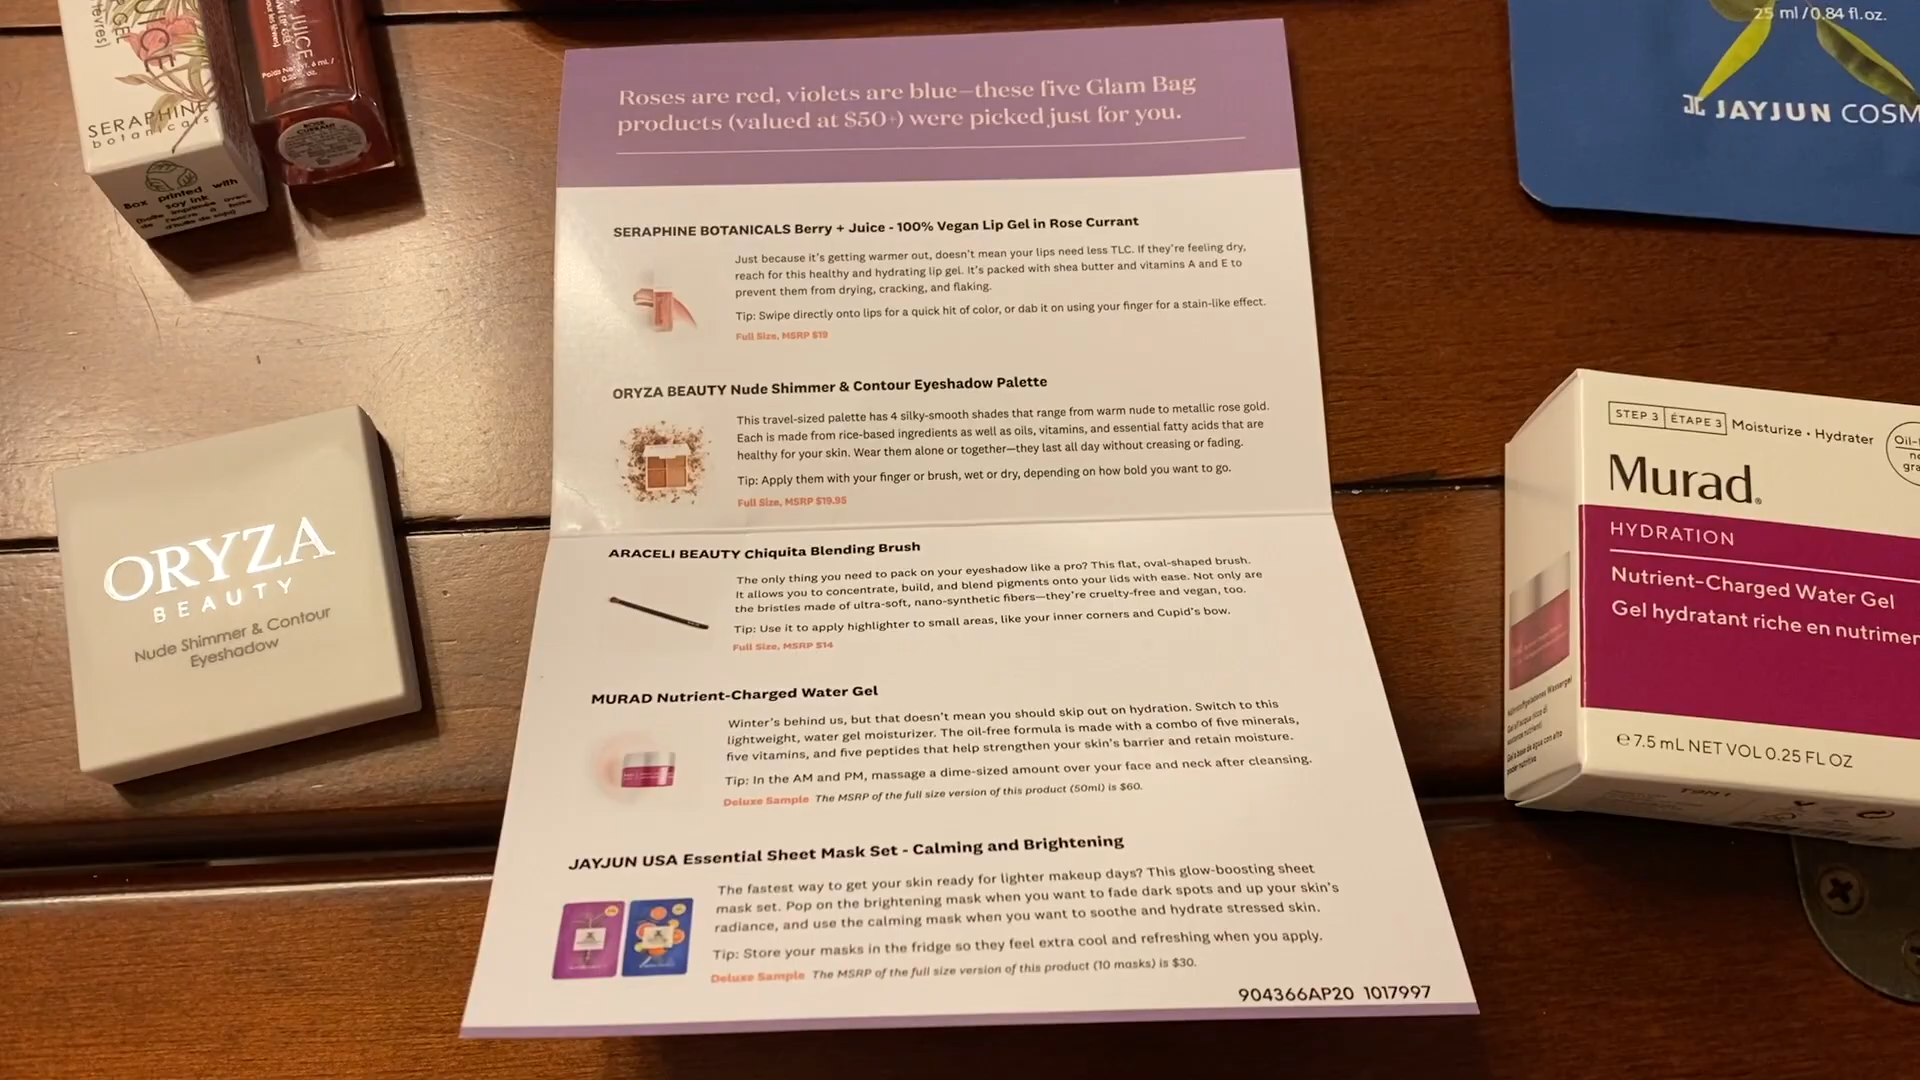 JUICE
SERAPHINE
botanicals
Box printed with
soy ink
JUICE
ROSE
CURRANT
Roses are red, violets are blue—these five Glam Bag
products (valued at $50+) were picked just for you.
SERAPHINE BOTANICALS Berry + Juice - 100% Vegan Lip Gel in Rose Currant
Just because it's getting warmer out, doesn't mean your lips need less TLC. If they're feeling dry,
reach for this healthy and hydrating lip gel. It's packed with shea butter and vitamins A and E to
prevent them from drying, cracking, and flaking.
Tip: Swipe directly onto lips for a quick hit of color, or dab it on using your finger for a stain-like effect.
Full Size, MSRP $19
ORYZA BEAUTY Nude Shimmer & Contour Eyeshadow Palette
This travel-sized palette has 4 silky-smooth shades that range from warm nude to metallic rose gold.
Each is made from rice-based ingredients as well as oils, vitamins, and essential fatty acids that are
healthy for your skin. Wear them alone or together—they last all day without creasing or fading.
Tip: Apply them with your finger or brush, wet or dry, depending on how bold you want to go.
Full Size, MSRP $19.95
ARACELI BEAUTY Chiquita Blending Brush
The only thing you need to pack on your eyeshadow like a pro? This flat, oval-shaped brush.
It allows you to concentrate, build, and blend pigments onto your lids with ease. Not only are
the bristles made of ultra-soft, nano-synthetic fibers—they're cruelty-free and vegan, too.
Tip: Use it to apply highlighter to small areas, like your inner corners and Cupid's bow.
Full Size, MSRP $14
MURAD Nutrient-Charged Water Gel
Winter's behind us, but that doesn't mean you should skip out on hydration. Switch to this
lightweight, water gel moisturizer. The oil-free formula is made with a combo of five minerals,
five vitamins, and five peptides that help strengthen your skin's barrier and retain moisture.
Tip: In the AM and PM, massage a dime-sized amount over your face and neck after cleansing.
Deluxe Sample The MSRP of the full size version of this product (50ml) is $60.
JAYJUN USA Essential Sheet Mask Set - Calming and Brightening
The fastest way to get your skin ready for lighter makeup days? This glow-boosting sheet
mask set. Pop on the brightening mask when you want to fade dark spots and up your skin's
radiance, and use the calming mask when you want to soothe and hydrate stressed skin.
Tip: Store your masks in the fridge so they feel extra cool and refreshing when you apply.
Deluxe Sample The MSRP of the full size version of this product (10 masks) is $30.
904366AP20 1017997
ORYZA
BEAUTY
Nude Shimmer & Contour
Eyeshadow
25 ml/0.84 fl.oz.
JAYJUN COSM
STEP 3 ÉTAPE 3 Moisturize • Hydrater
Murad®
HYDRATION
Nutrient-Charged Water Gel
Gel hydratant riche en nutrimen
℮ 7.5 mL NET VOL 0.25 FL OZ